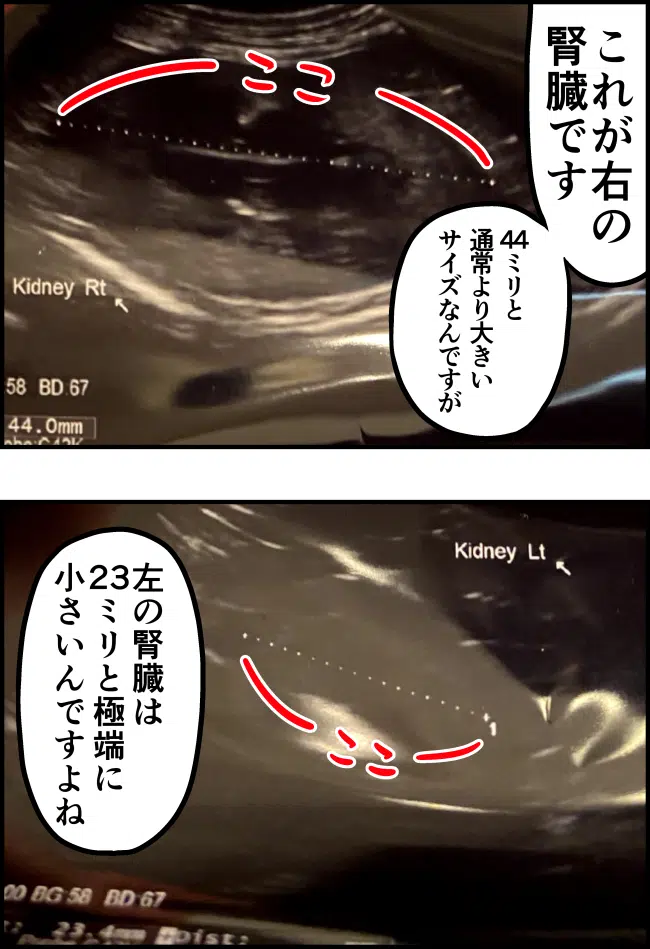 これが右の
腎臓です
ここ
44ミリと
通常より大きい
サイズなんですが
Kidney Rt
58 BD 67
44.0mm
Kidney Lt
左の腎臓は
23ミリと極端に
小さいんですよね
ここ
1
00 BG 58 BD:67
23.4mm